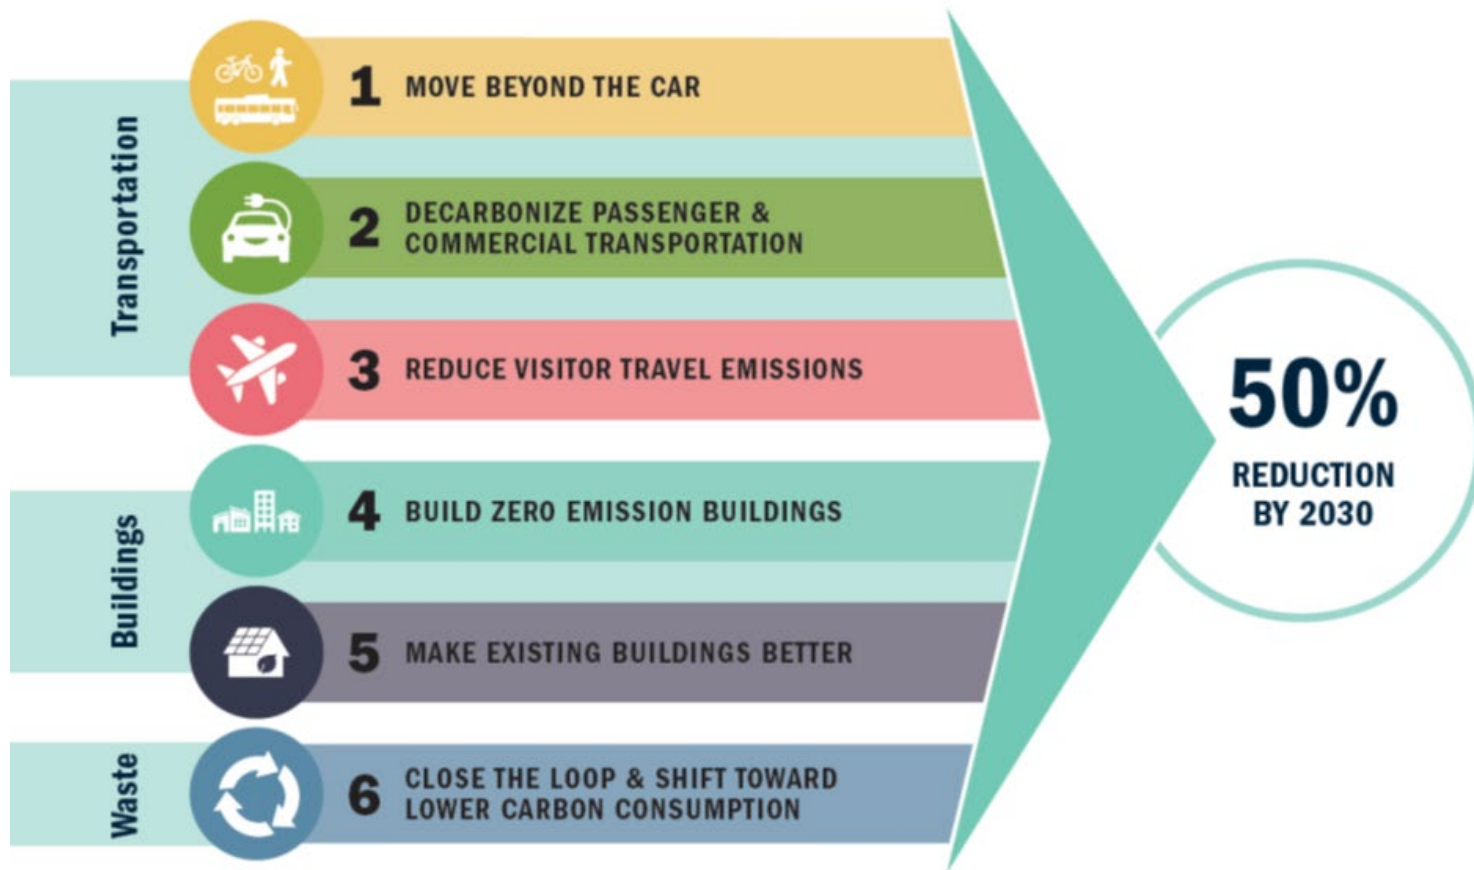 Transportation
1 MOVE BEYOND THE CAR
2 DECARBONIZE PASSENGER &
COMMERCIAL TRANSPORTATION
3 REDUCE VISITOR TRAVEL EMISSIONS
Buildings
4 BUILD ZERO EMISSION BUILDINGS
5 MAKE EXISTING BUILDINGS BETTER
Waste
6 CLOSE THE LOOP & SHIFT TOWARD
LOWER CARBON CONSUMPTION
50%
REDUCTION
BY 2030